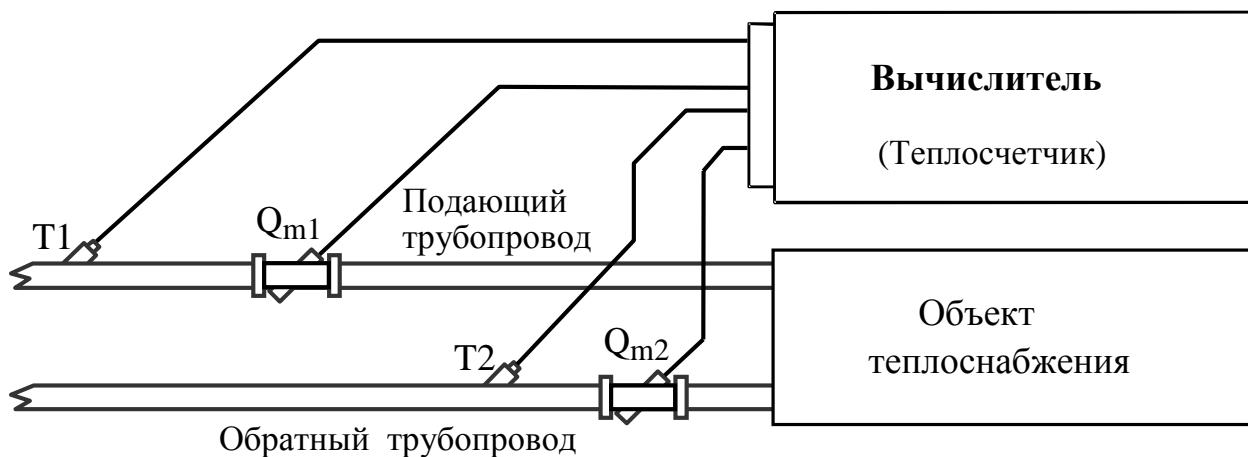 Вычислитель
(Теплосчетчик)
T1
Qm1
Подающий
трубопровод
T2
Qm2
Объект
теплоснабжения
Обратный трубопровод